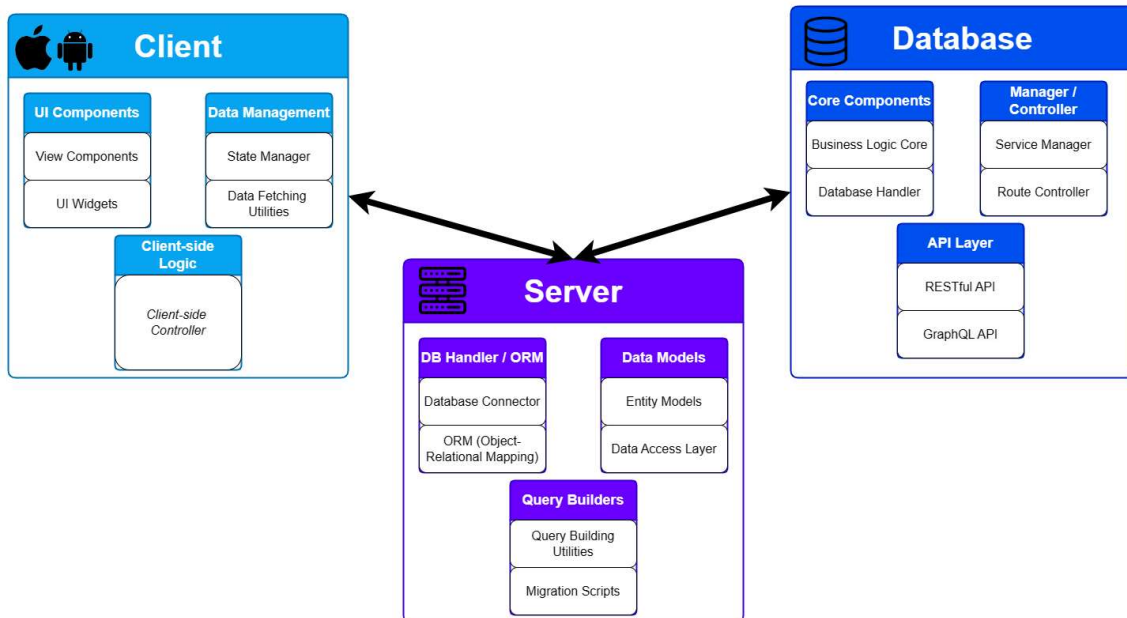 Client
UI Components
View Components
UI Widgets
Data Management
State Manager
Data Fetching
Utilities
Client-side
Logic
Client-side
Controller
Server
DB Handler / ORM
Database Connector
ORM (Object-
Relational Mapping)
Data Models
Entity Models
Data Access Layer
Query Builders
Query Building
Utilities
Migration Scripts
Database
Core Components
Business Logic Core
Database Handler
Manager /
Controller
Service Manager
Route Controller
API Layer
RESTful API
GraphQL API